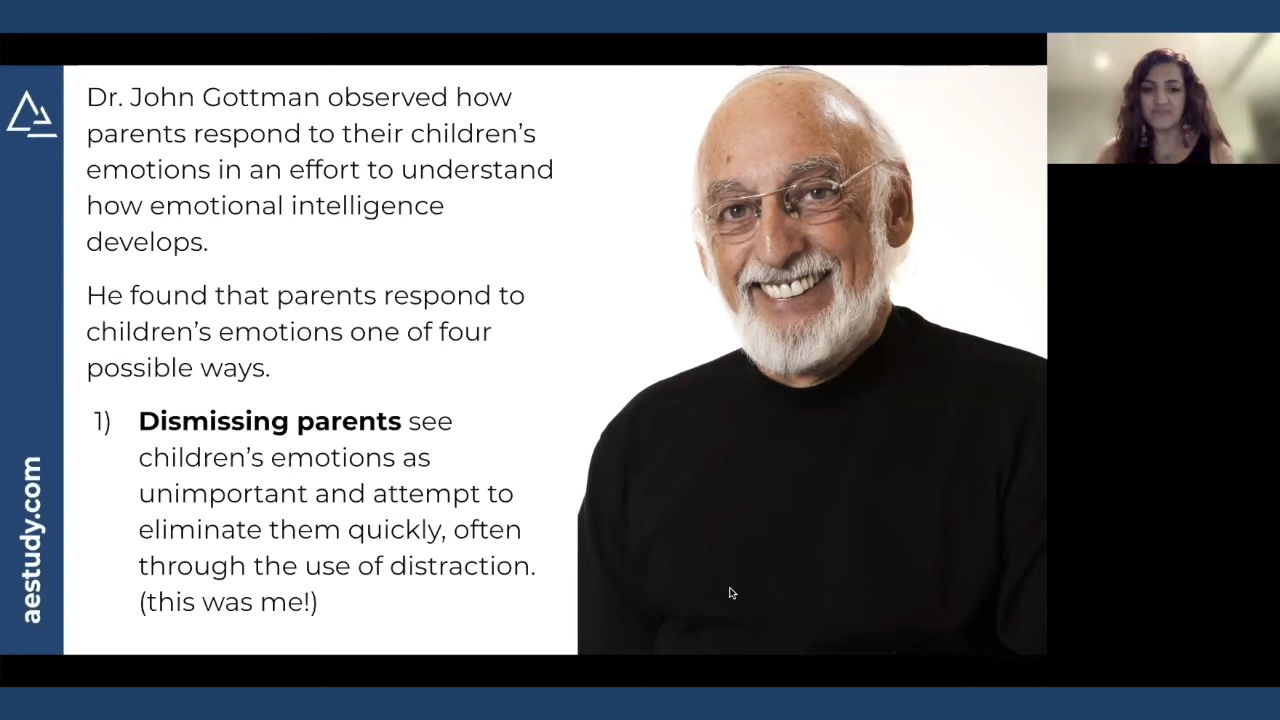 Dr. John Gottman observed how
parents respond to their children’s
emotions in an effort to understand
how emotional intelligence
develops.
He found that parents respond to
children’s emotions one of four
possible ways.
1) Dismissing parents see
children’s emotions as
unimportant and attempt to
eliminate them quickly, often
through the use of distraction.
(this was me!)
aestudy.com